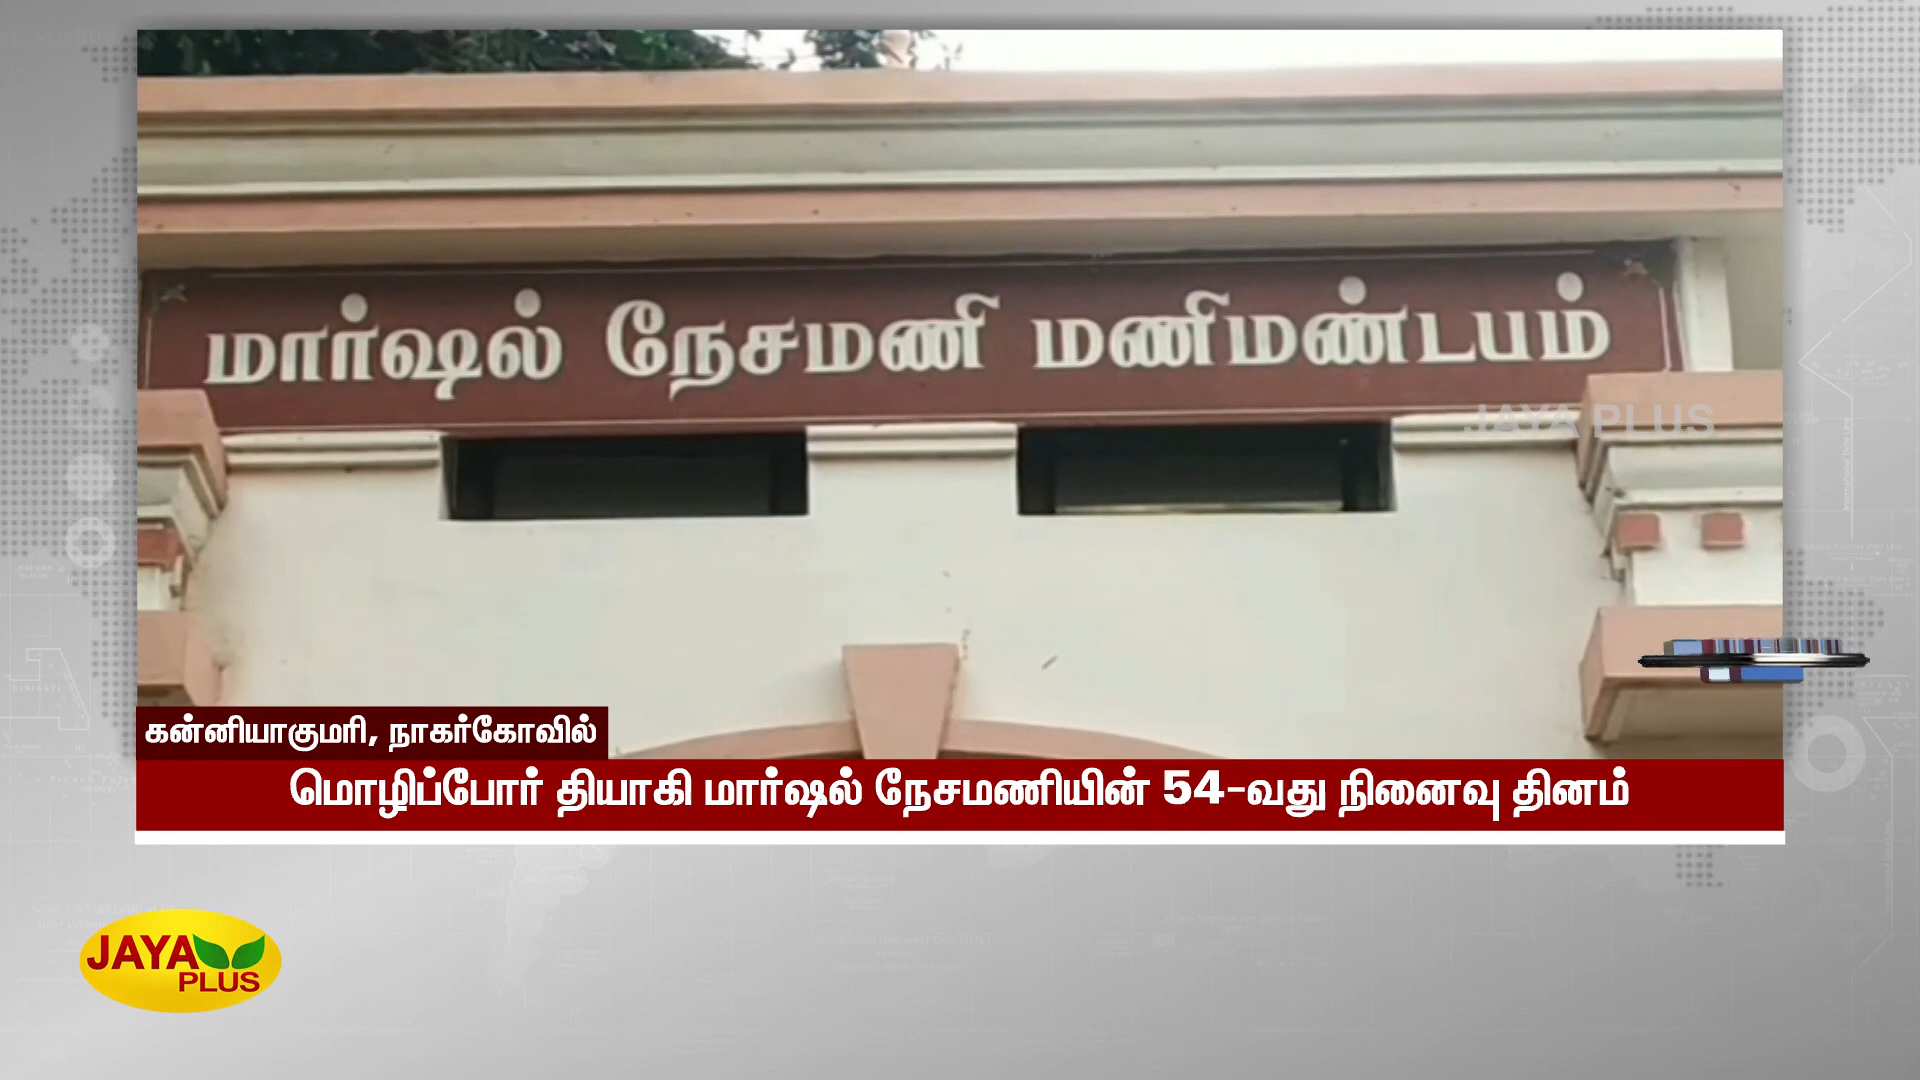 மார்ஷல் நேசமணி மணிமண்டபம்
JAYA PLUS
கன்னியாகுமரி, நாகர்கோவில்
மொழிப்போர் தியாகி மார்ஷல் நேசமணியின் 54-வது நினைவு தினம்
JAYA
PLUS